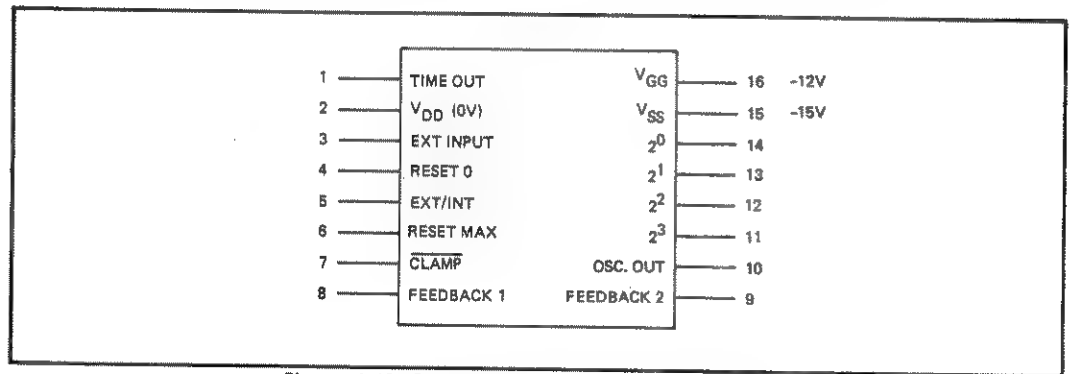 1 TIME OUT V_GG 16 -12V
2 V_DD (0V) V_SS 15 -15V
3 EXT INPUT 2^0 14
4 RESET 0 2^1 13
5 EXT/INT 2^2 12
6 RESET MAX 2^3 11
7 CLAMP OSC. OUT 10
8 FEEDBACK 1 FEEDBACK 2 9